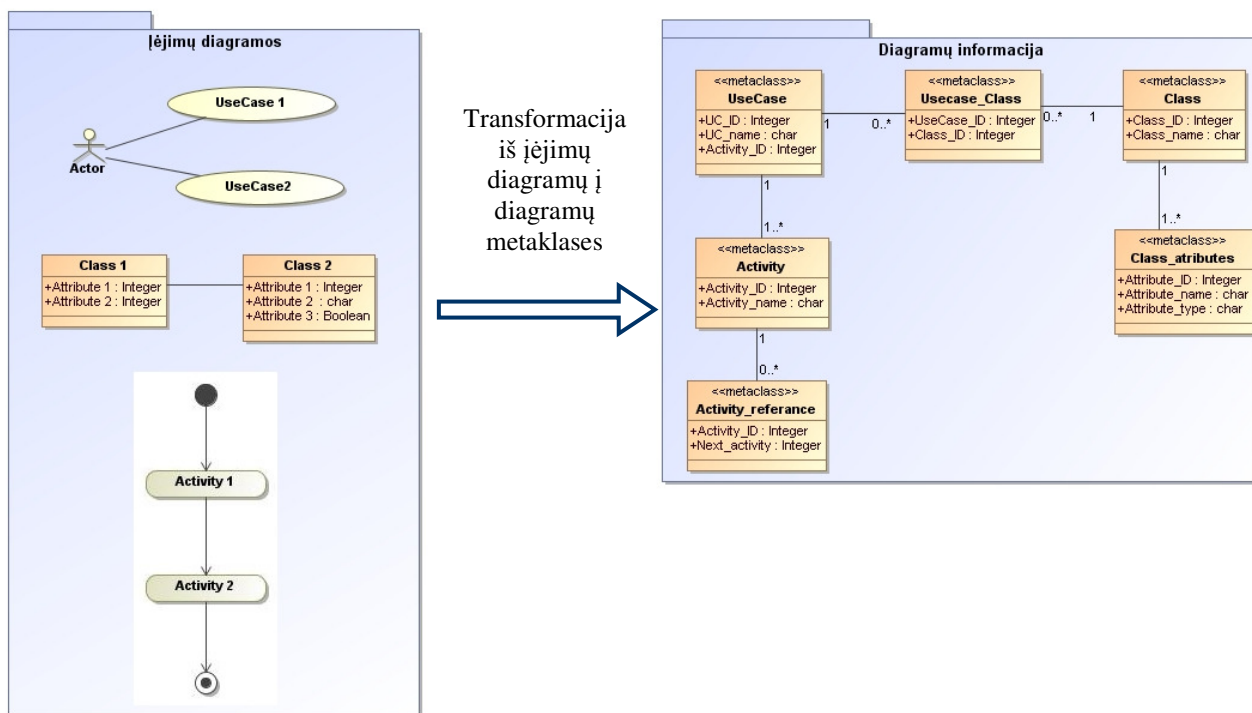 Įėjimų diagramos
UseCase 1
Actor
UseCase2
Class 1
+Attribute 1 : Integer
+Attribute 2 : Integer
Class 2
+Attribute 1 : Integer
+Attribute 2 : char
+Attribute 3 : Boolean
Activity 1
Activity 2
Transformacija
iš įėjimų
diagramų į
diagramų
metaklases
Diagramų informacija
<<metaclass>>
UseCase
+UC_ID : Integer
+UC_name : char
+Activity_ID : Integer
1
0..*
<<metaclass>>
Usecase_Class
+UseCase_ID : Integer
+Class_ID : Integer
0..*
1
<<metaclass>>
Class
+Class_ID : Integer
+Class_name : char
1
1..*
<<metaclass>>
Activity
+Activity_ID : Integer
+Activity_name : char
1
1..*
<<metaclass>>
Class_atributes
+Attribute_ID : Integer
+Attribute_name : char
+Attribute_type : char
1
0..*
<<metaclass>>
Activity_referance
+Activity_ID : Integer
+Next_activity : Integer